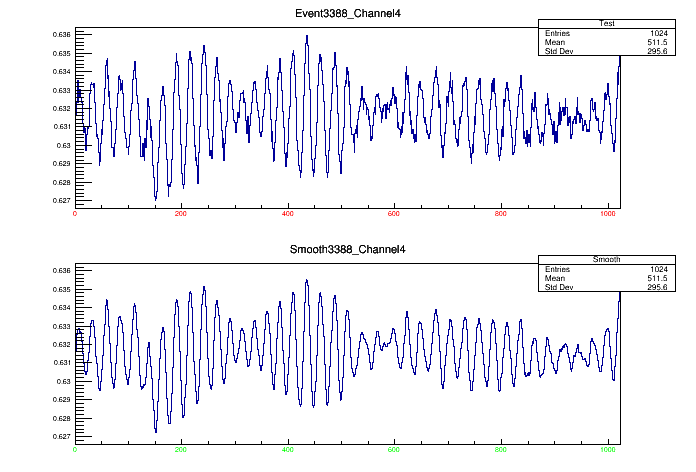 Event3388_Channel4
Test
Entries 1024
Mean 511.5
Std Dev 295.6
0.636
0.635
0.634
0.633
0.632
0.631
0.63
0.629
0.628
0.627
0 200 400 600 800 1000
Smooth3388_Channel4
Smooth
Entries 1024
Mean 511.5
Std Dev 295.6
0.636
0.635
0.634
0.633
0.632
0.631
0.63
0.629
0.628
0.627
0 200 400 600 800 1000